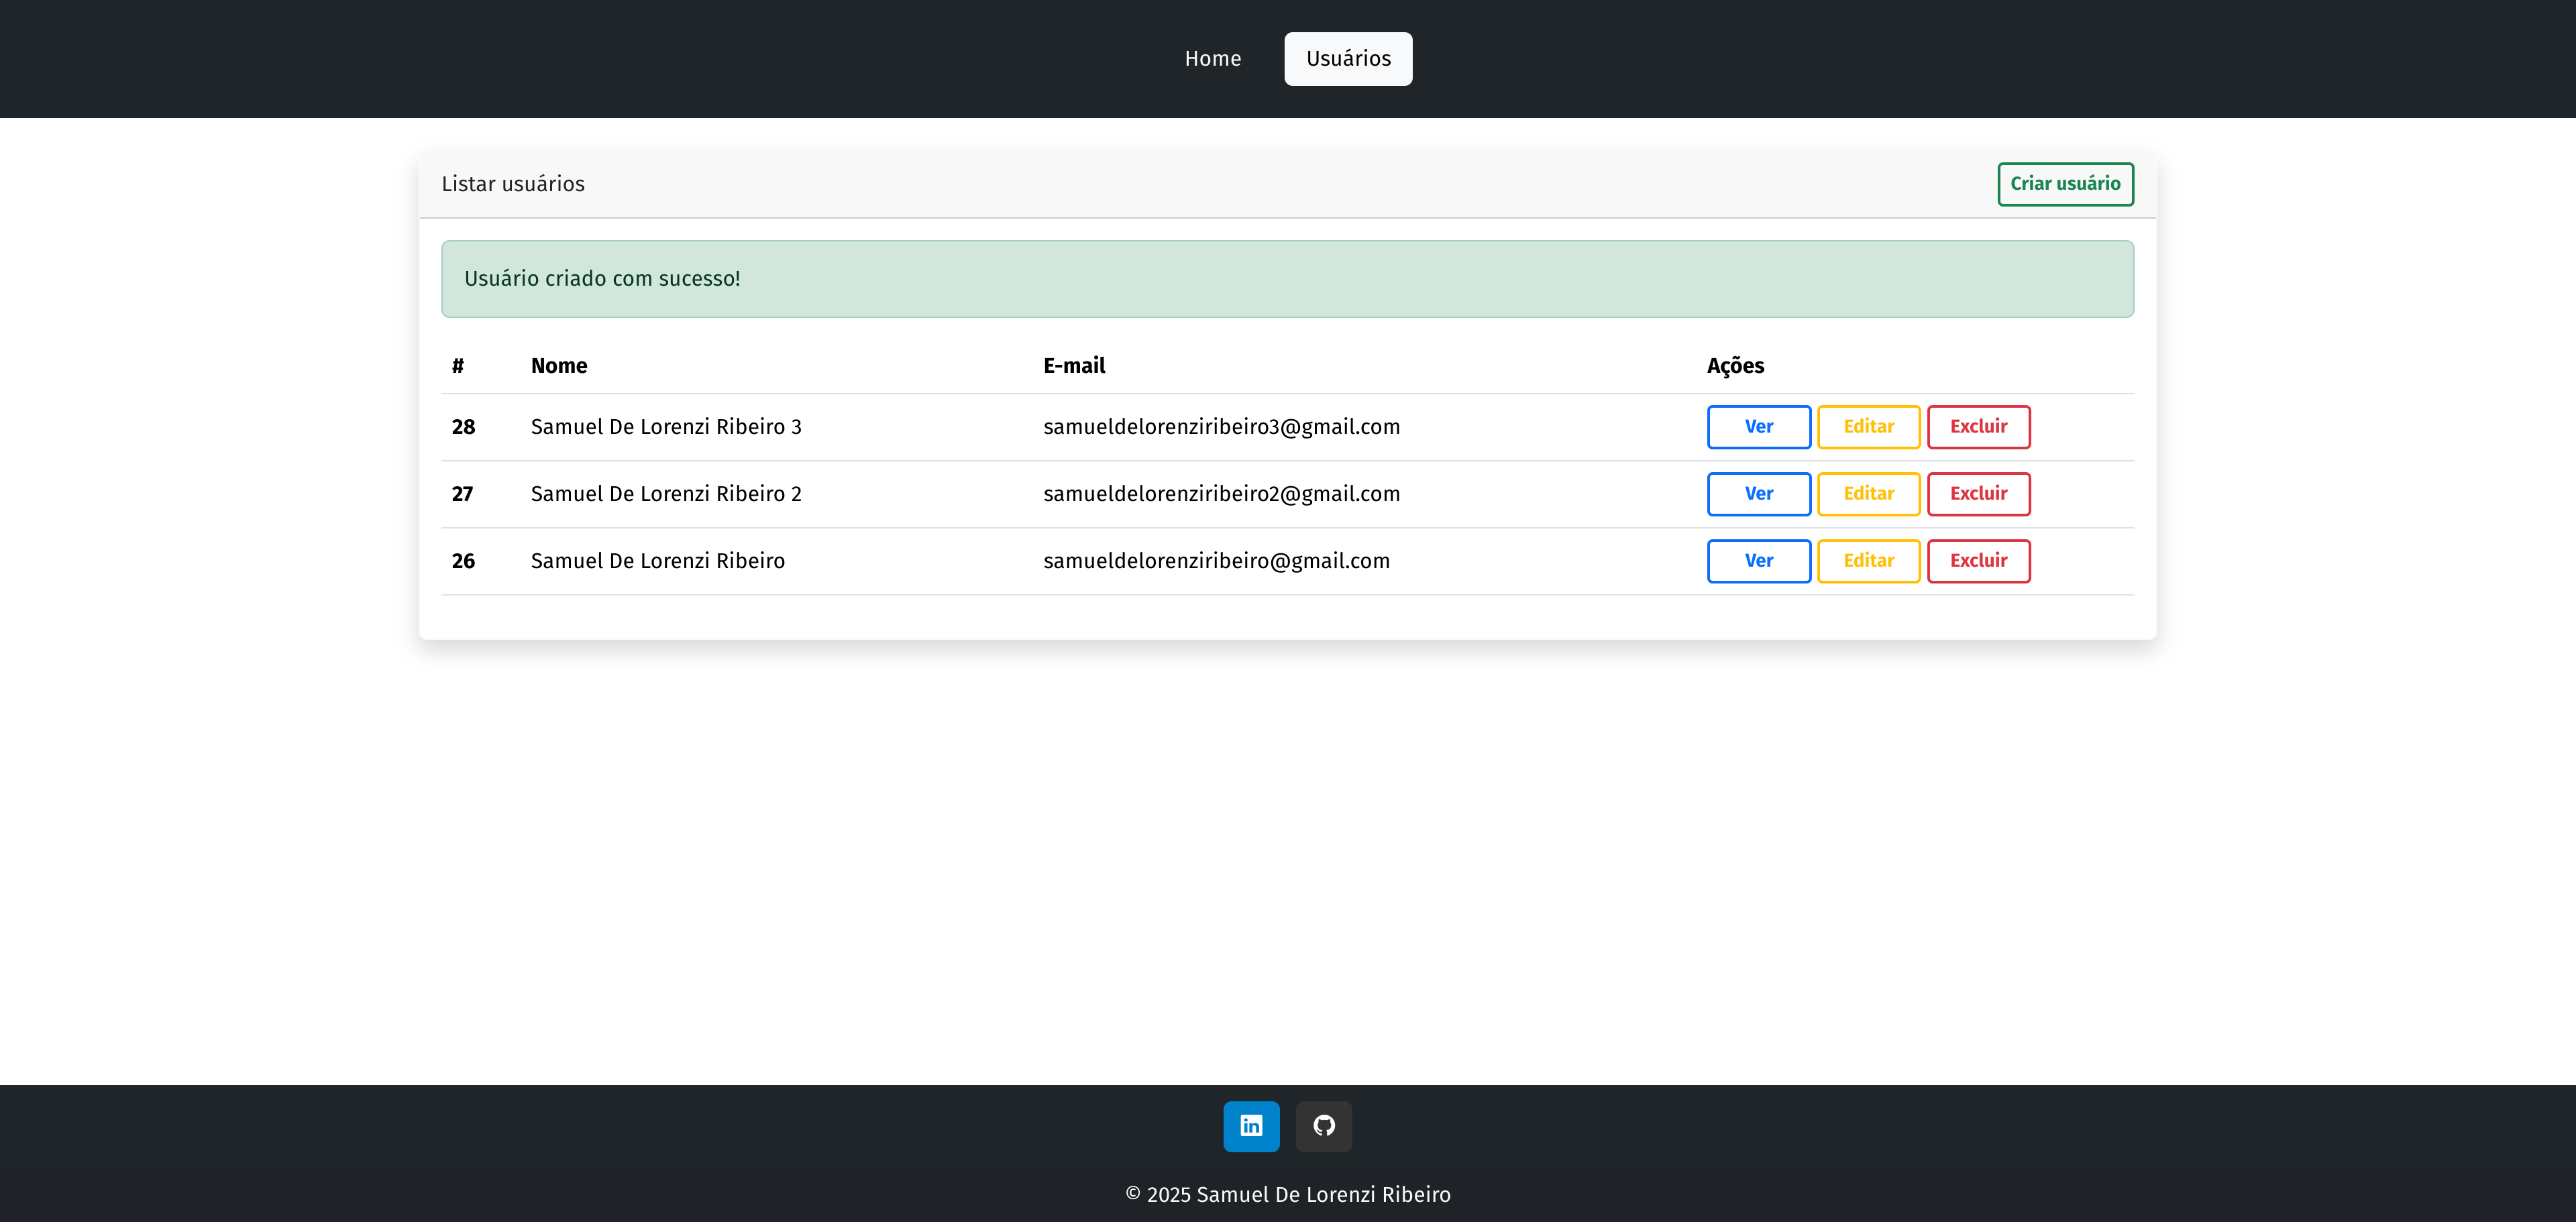 Home Usuários
Listar usuários Criar usuário
Usuário criado com sucesso!
# Nome E-mail Ações
28 Samuel De Lorenzi Ribeiro 3 samueldelorenziribeiro3@gmail.com Ver Editar Excluir
27 Samuel De Lorenzi Ribeiro 2 samueldelorenziribeiro2@gmail.com Ver Editar Excluir
26 Samuel De Lorenzi Ribeiro samueldelorenziribeiro@gmail.com Ver Editar Excluir
in
© 2025 Samuel De Lorenzi Ribeiro